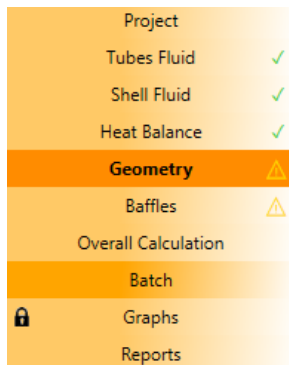 Project
Tubes Fluid
Shell Fluid
Heat Balance
Geometry
Baffles
Overall Calculation
Batch
Graphs
Reports